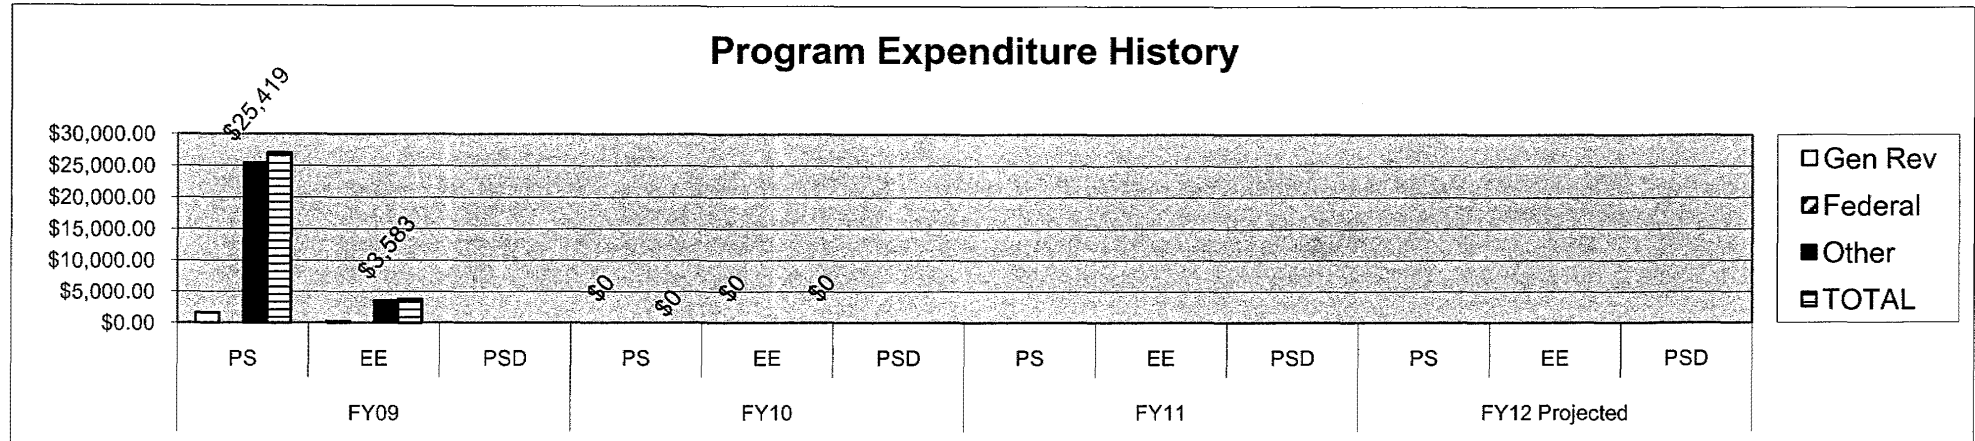 Program Expenditure History
$25,419
$30,000.00
$25,000.00
$20,000.00
$15,000.00
$10,000.00
$5,000.00
$0.00
$3,583
$0
$0
$0
$0
Gen Rev
Federal
Other
TOTAL
PS EE PSD PS EE PSD PS EE PSD PS EE PSD
FY09 FY10 FY11 FY12 Projected